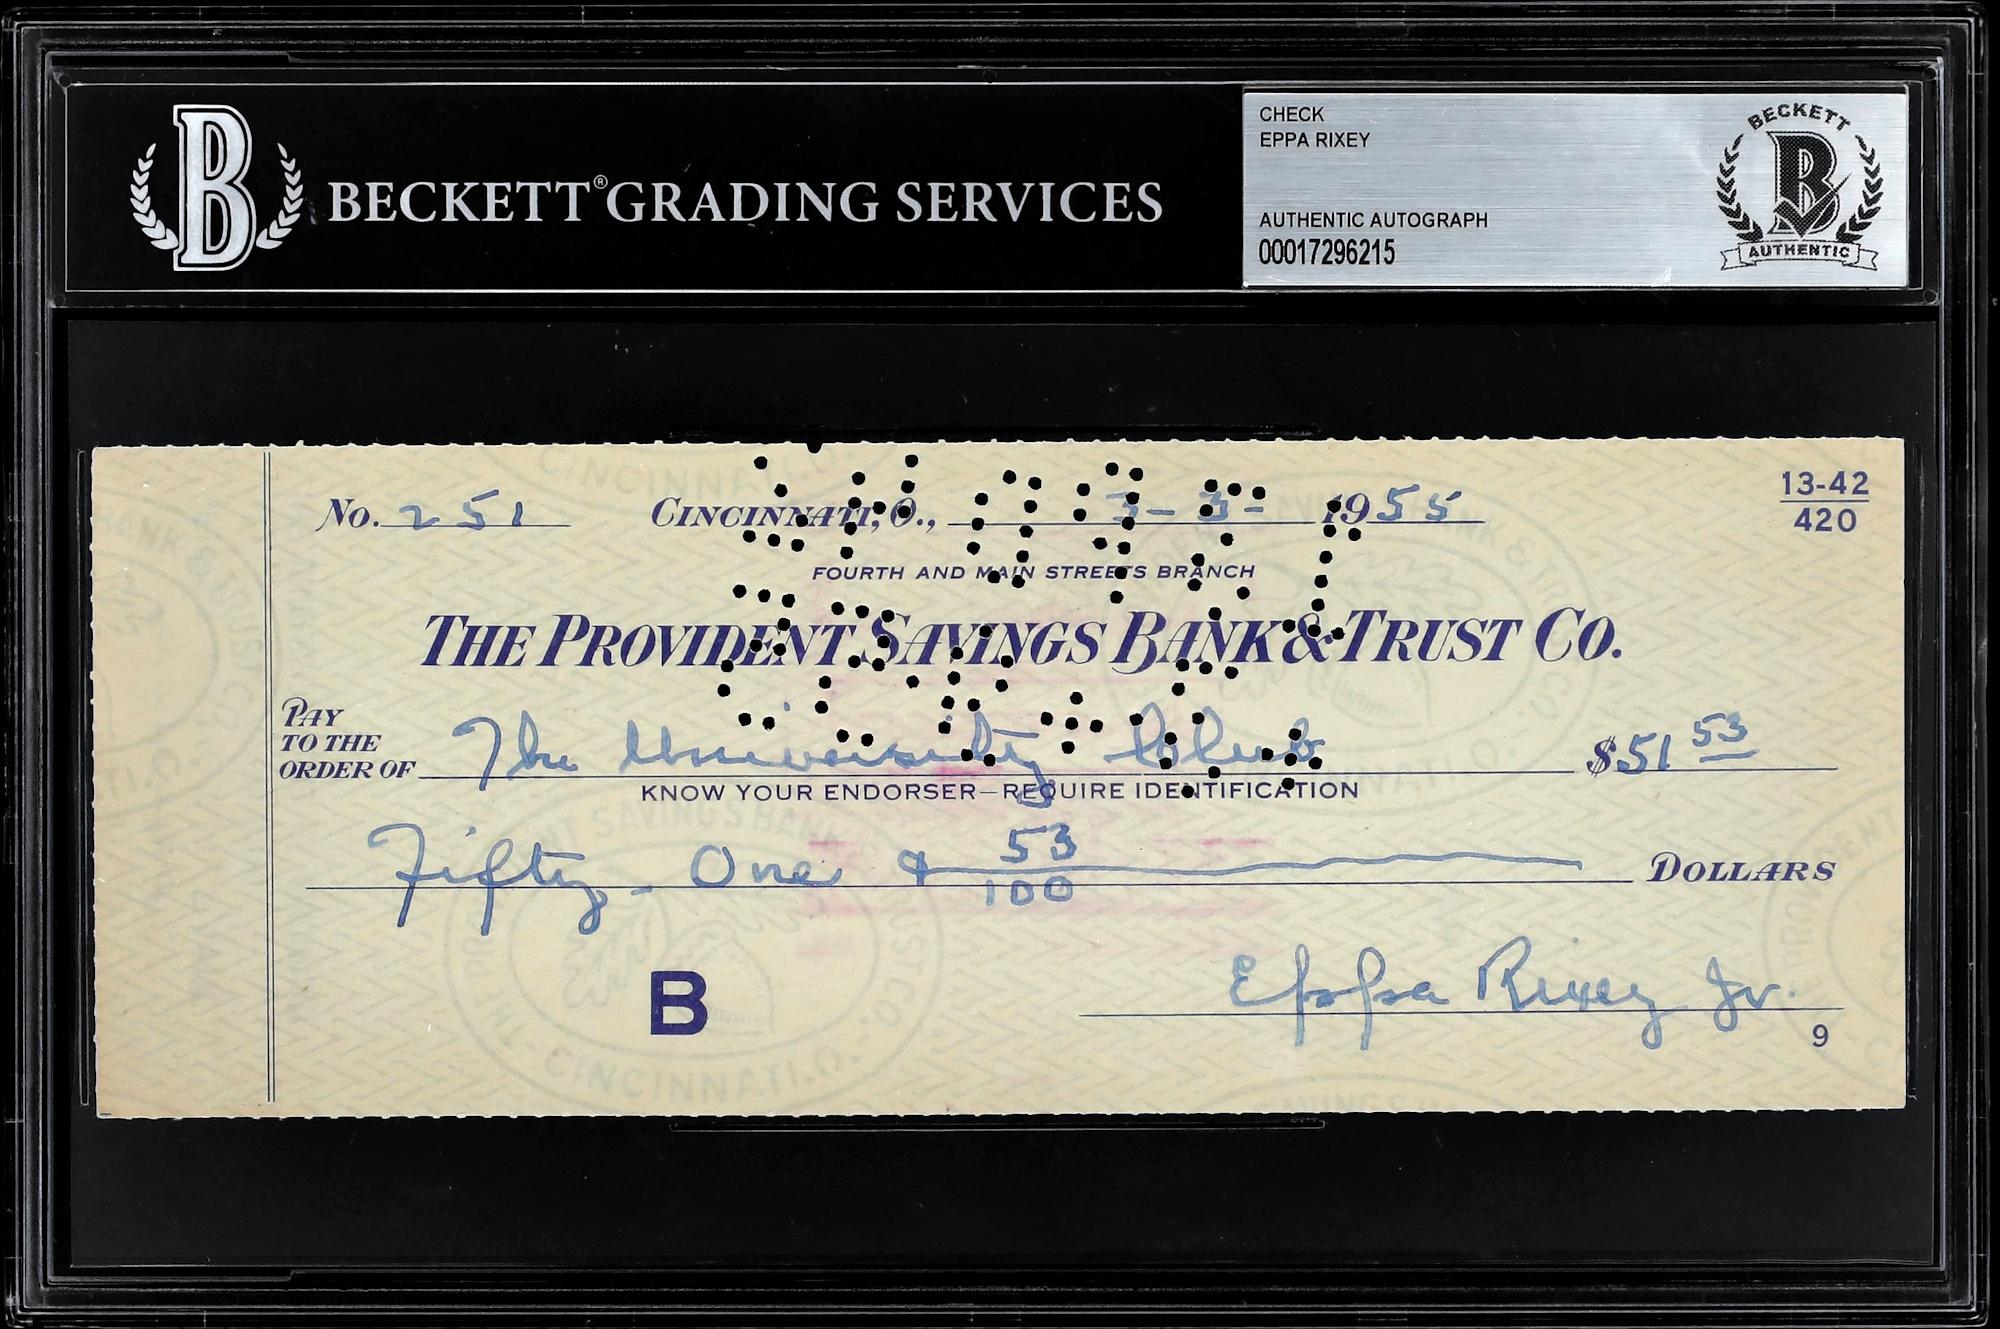 BECKETT® GRADING SERVICES
CHECK
EPPA RIXEY
AUTHENTIC AUTOGRAPH
00017296215
BECKETT
B
AUTHENTIC
No. 251 CINCINNATI, O., 3-3- 1955
13-42
420
FOURTH AND MAIN STREETS BRANCH
THE PROVIDENT SAVINGS BANK & TRUST CO.
PAY
TO THE
ORDER OF The University Club $51 53
KNOW YOUR ENDORSER—REQUIRE IDENTIFICATION
Fifty-One & 53/100 DOLLARS
B
Eppa Rixey Jr.
9